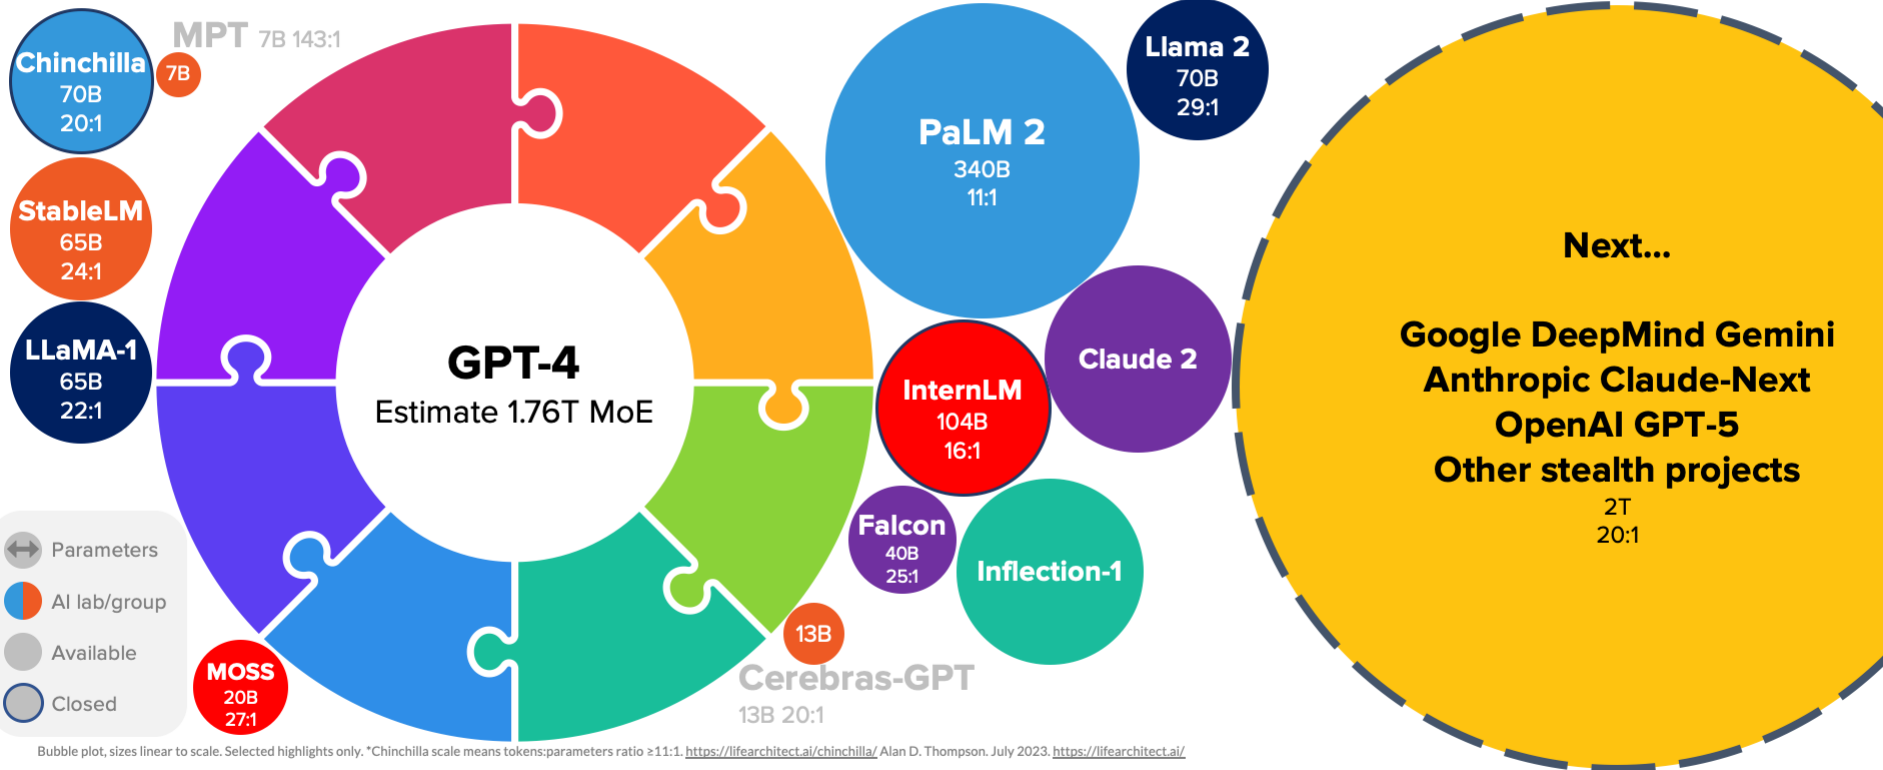 Chinchilla
70B
20:1
MPT 7B 143:1
7B
StableLM
65B
24:1
LLaMA-1
65B
22:1
GPT-4
Estimate 1.76T MoE
PaLM 2
340B
11:1
Llama 2
70B
29:1
Claude 2
InternLM
104B
16:1
Falcon
40B
25:1
Inflection-1
13B
Cerebras-GPT
13B 20:1
MOSS
20B
27:1
Next...
Google DeepMind Gemini
Anthropic Claude-Next
OpenAI GPT-5
Other stealth projects
2T
20:1
Parameters
AI lab/group
Available
Closed
Bubble plot, sizes linear to scale. Selected highlights only. *Chinchilla scale means tokens:parameters ratio ≥11:1. https://lifearchitect.ai/chinchilla/ Alan D. Thompson. July 2023. https://lifearchitect.ai/